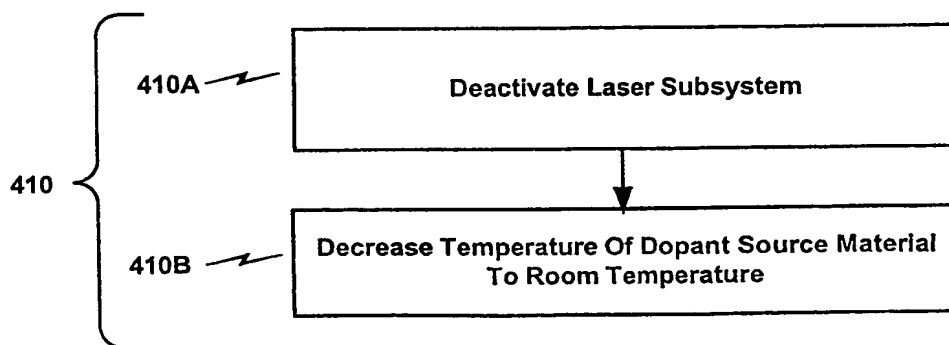 410A
Deactivate Laser Subsystem
410
410B
Decrease Temperature Of Dopant Source Material
To Room Temperature